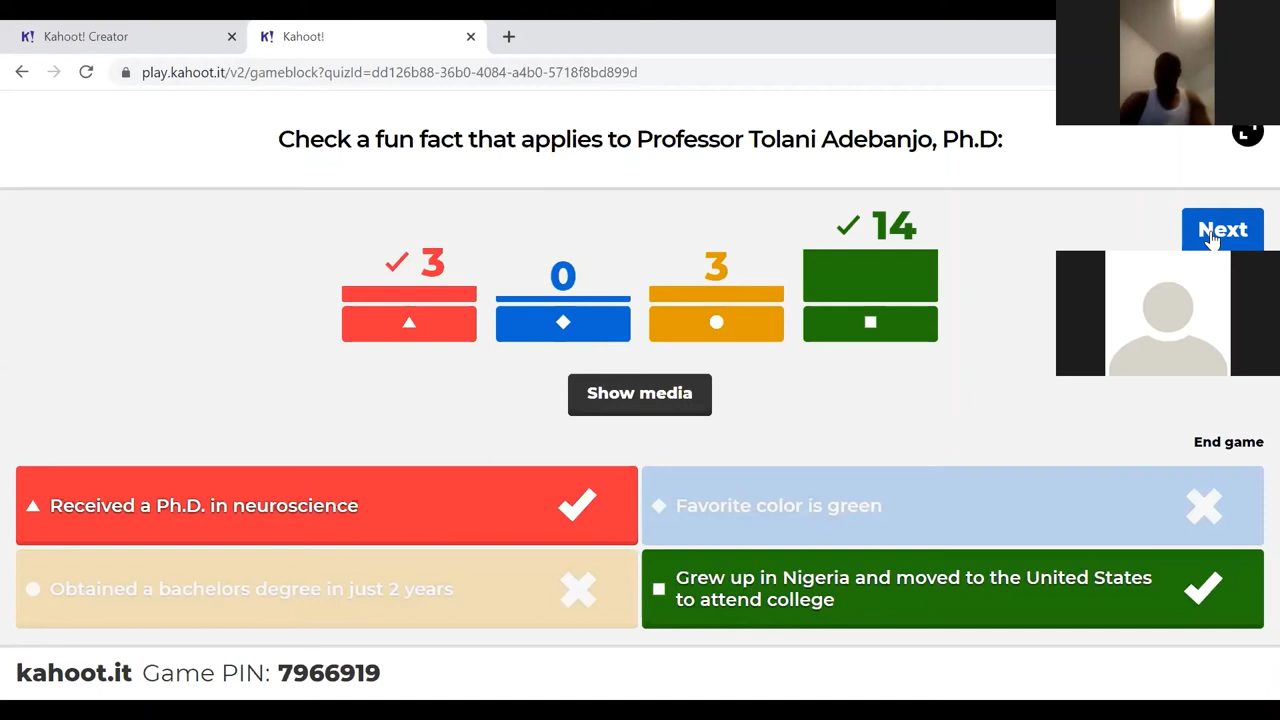 K! Kahoot! Creator
K! Kahoot!
play.kahoot.it/v2/gameblock?quizId=dd126b88-36b0-4084-a4b0-5718f8bd899d
Check a fun fact that applies to Professor Tolani Adebanjo, Ph.D:
Next
3
0
3
14
Show media
End game
Received a Ph.D. in neuroscience
Favorite color is green
Obtained a bachelors degree in just 2 years
Grew up in Nigeria and moved to the United States
to attend college
kahoot.it Game PIN: 7966919